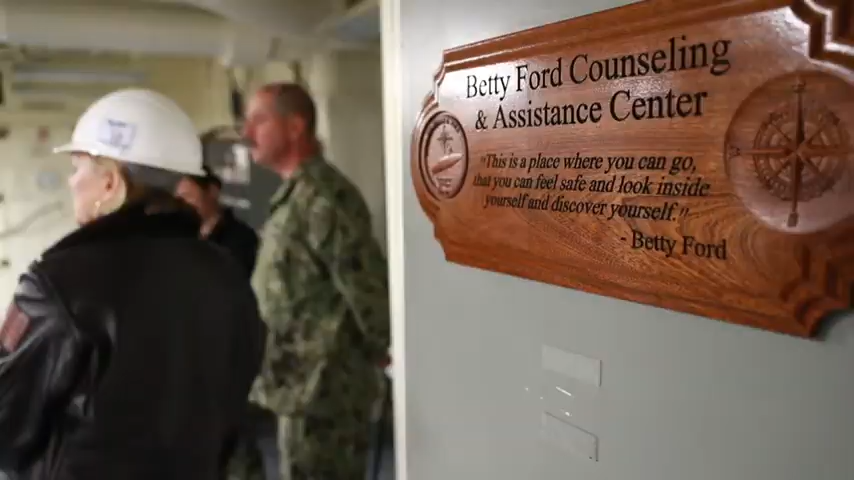 Betty Ford Counseling
& Assistance Center
"This is a place where you can go,
that you can feel safe and look inside
yourself and discover yourself."
- Betty Ford